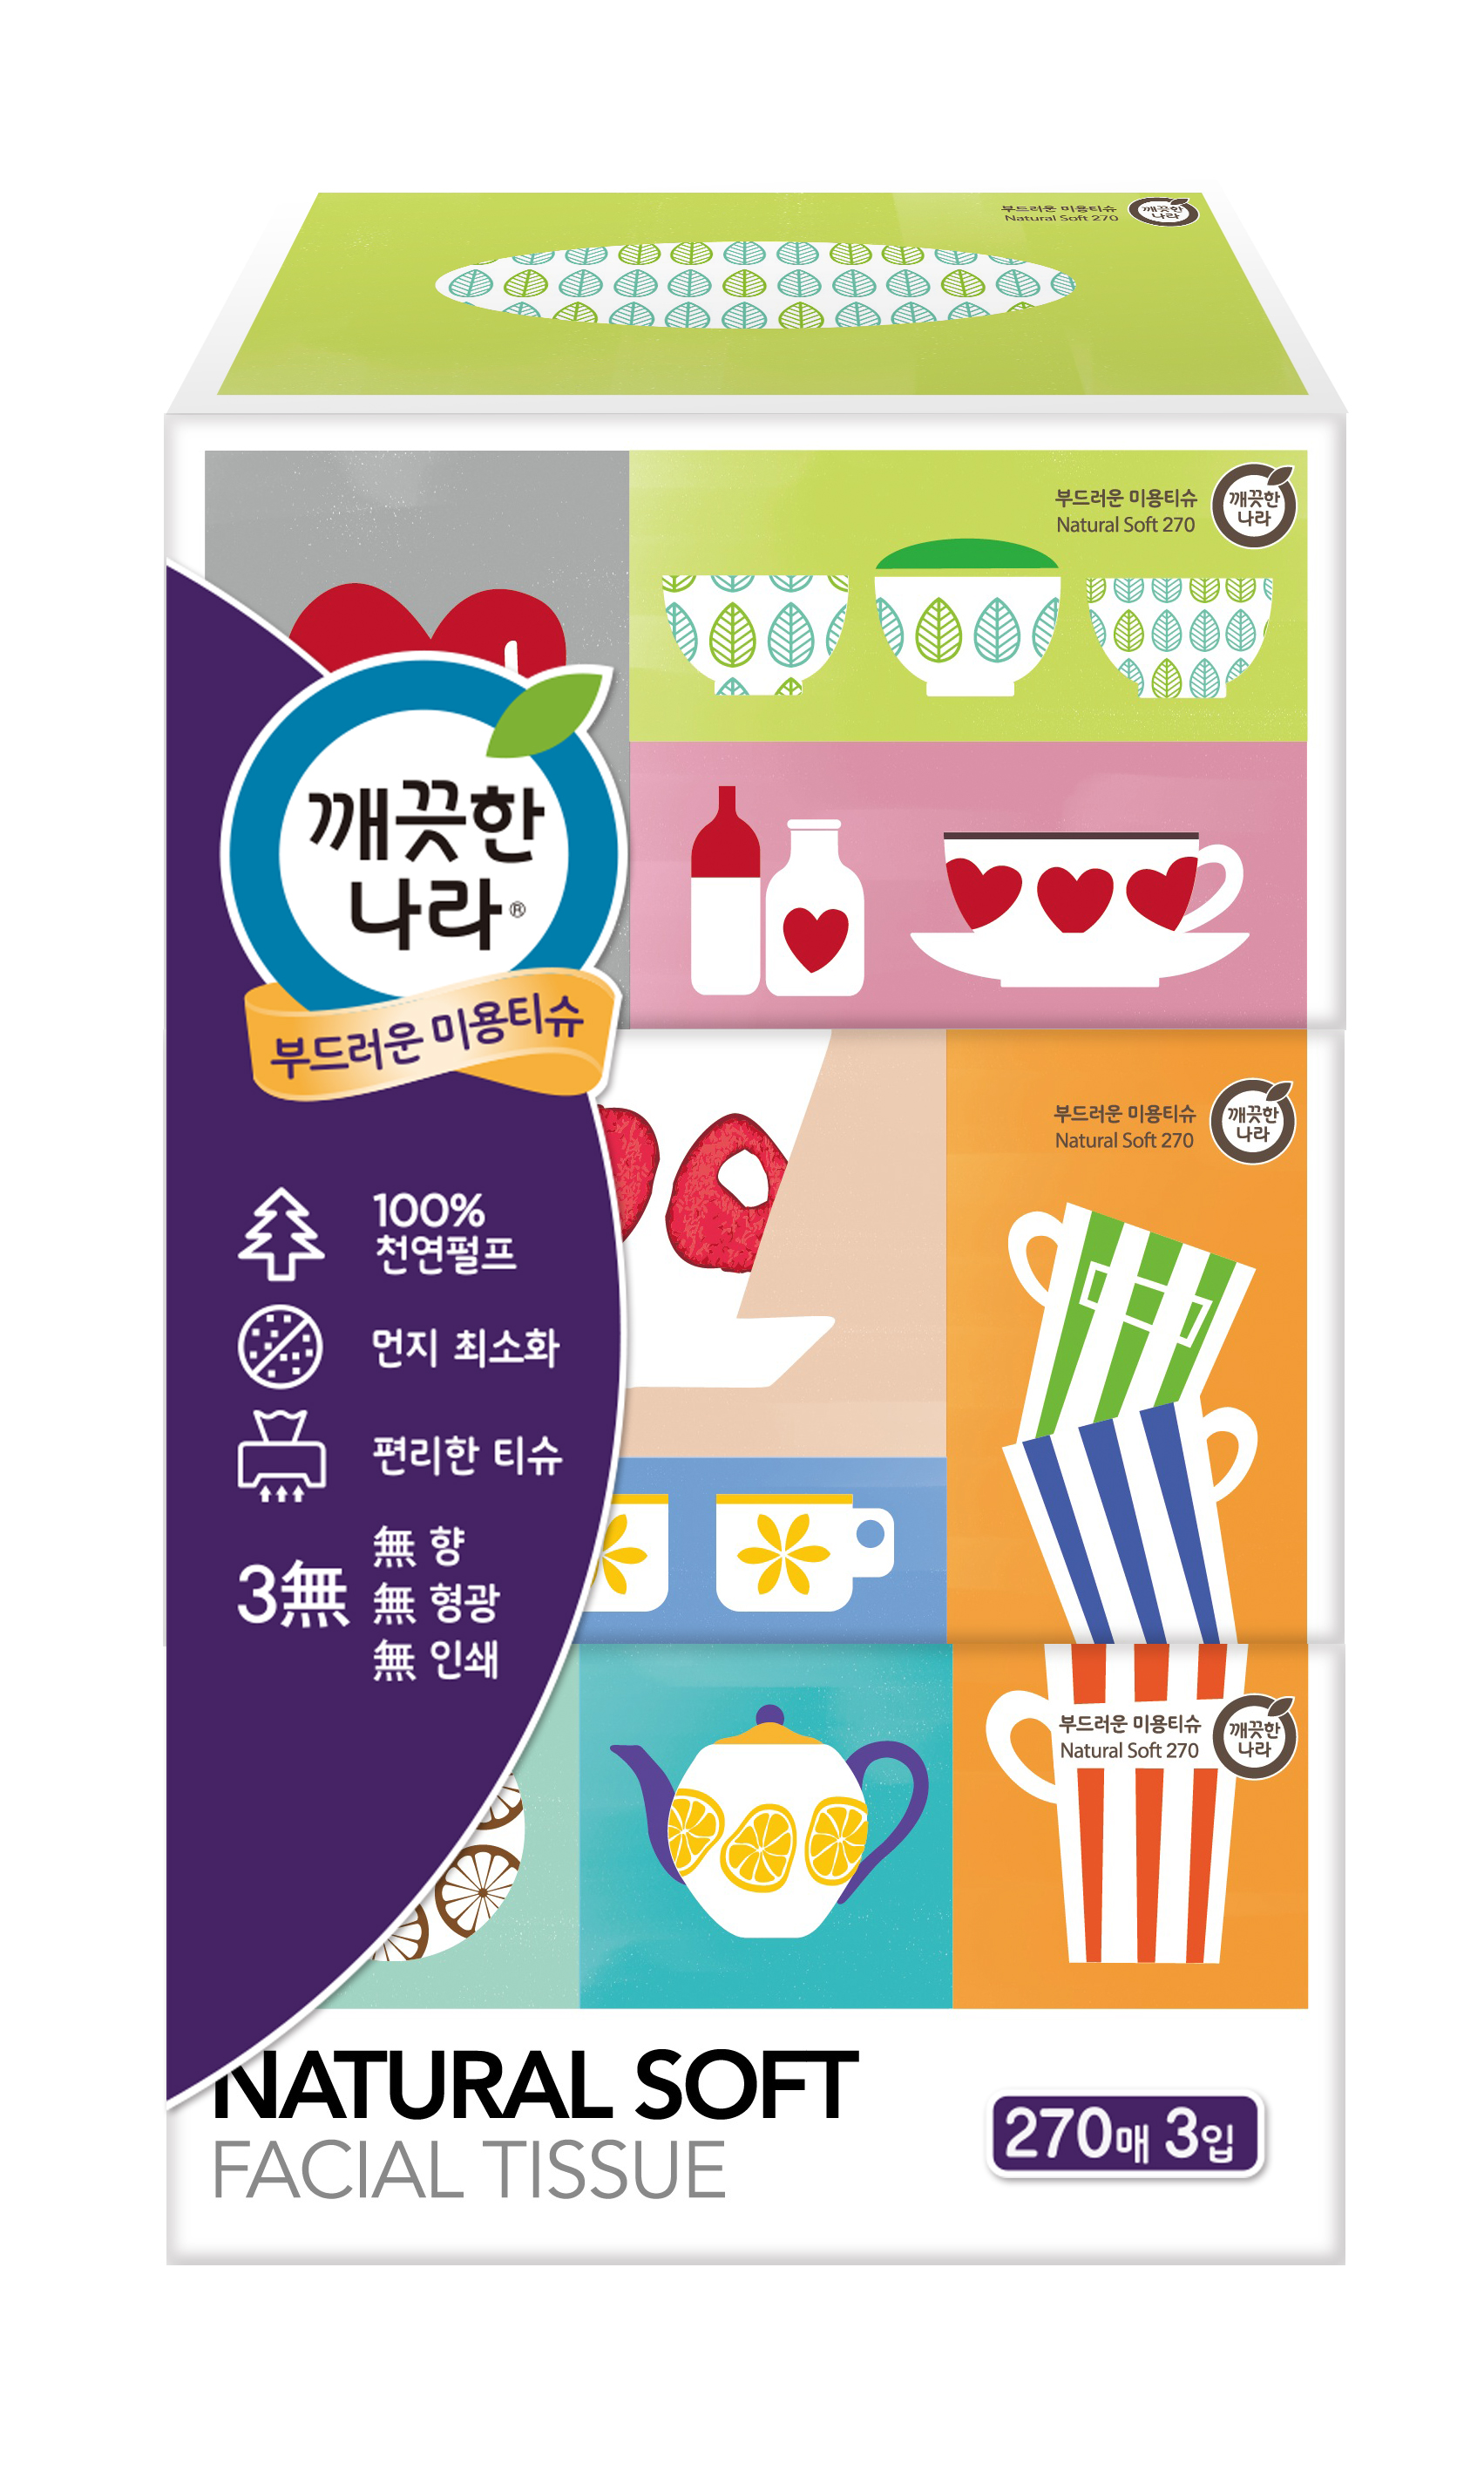 부드러운 미용티슈
Natural Soft 270
깨끗한
나라
부드러운 미용티슈
Natural Soft 270
깨끗한
나라
깨끗한
나라®
부드러운 미용티슈
부드러운 미용티슈
Natural Soft 270
깨끗한
나라
100%
천연펄프
먼지 최소화
편리한 티슈
3無
無 향
無 형광
無 인쇄
부드러운 미용티슈
Natural Soft 270
깨끗한
나라
NATURAL SOFT
FACIAL TISSUE
270매 3입